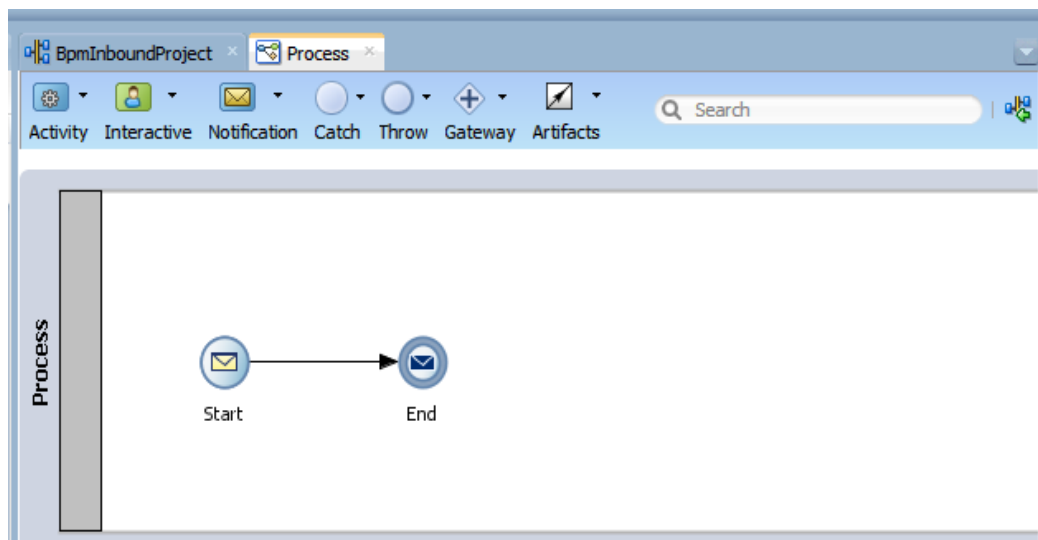 BpmInboundProject Process
Activity Interactive Notification Catch Throw Gateway Artifacts
Search
Process
Start End